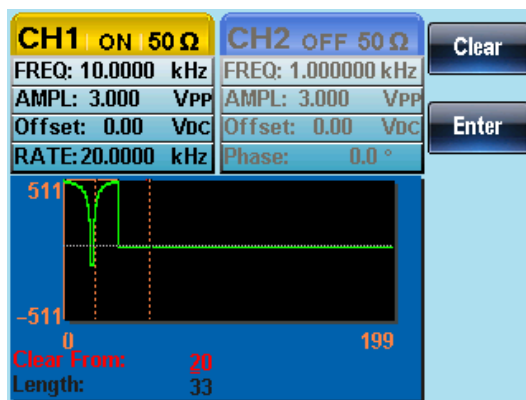 CH1 ON 50 Ω
FREQ: 10.0000 kHz
AMPL: 3.000 VPP
Offset: 0.00 VDC
RATE: 20.0000 kHz
CH2 OFF 50 Ω
FREQ: 1.000000 kHz
AMPL: 3.000 VPP
Offset: 0.00 VDC
Phase: 0.0 °
Clear
Enter
511
-511
0 199
Clear From: 20
Length: 33